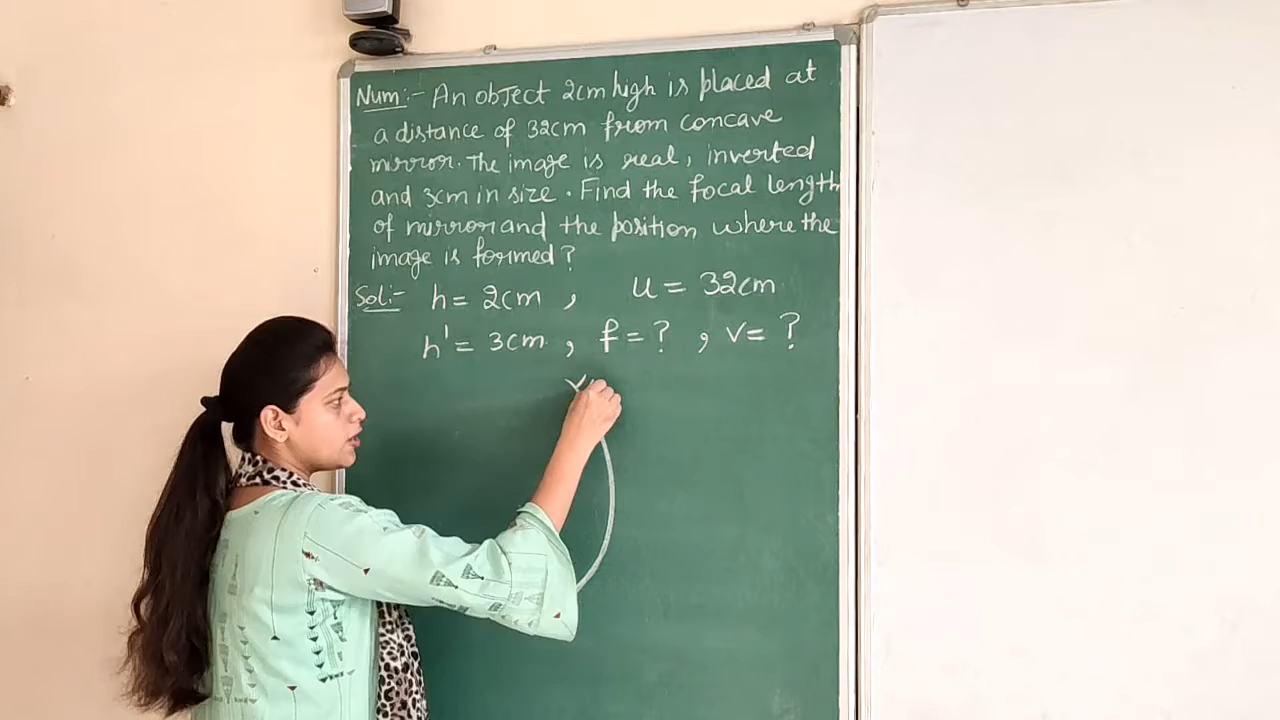 Num:- An object 2cm high is placed at
a distance of 32cm from concave
mirror. The image is real, inverted
and 3cm in size. Find the focal length
of mirror and the position where the
image is formed?
Sol:- h = 2cm , u = 32cm
h' = 3cm , f = ? , v = ?